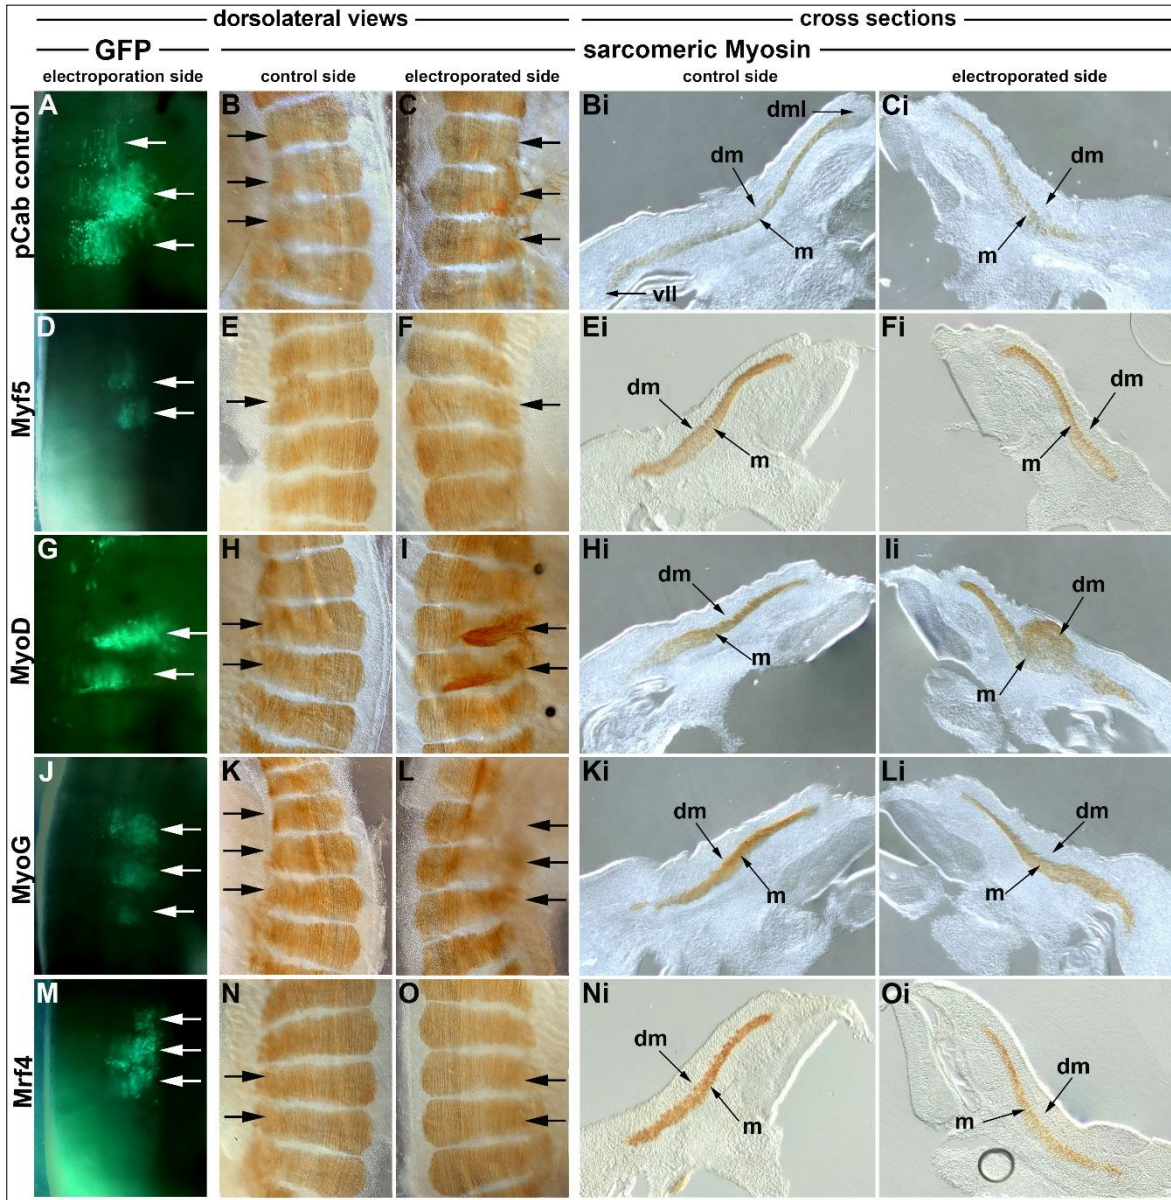 dorsolateral views cross sections
GFP sarcomeric Myosin
electroporation side control side electroporated side control side electroporated side
pCab control
A B C Bi Ci
dml
dm dm
m m
vll
Myf5
D E F Ei Fi
dm dm
m m
MyoD
G H I Hi Ii
dm dm
m m
MyoG
J K L Ki Li
dm dm
m m
Mrf4
M N O Ni Oi
dm dm
m m